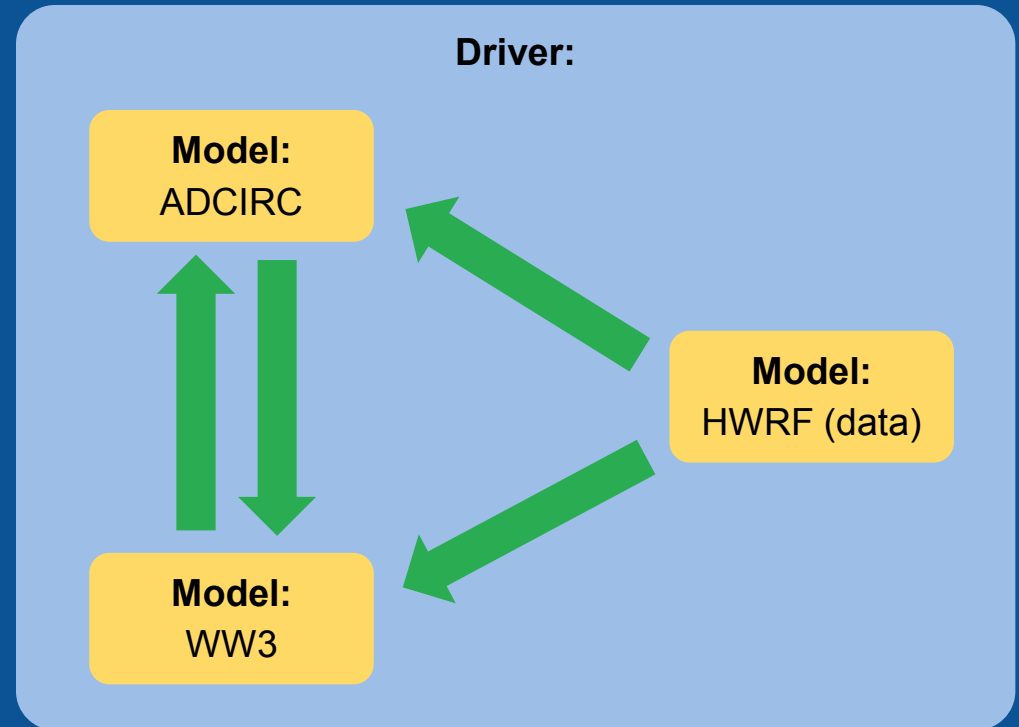 Driver:
Model:
ADCIRC
Model:
HWRF (data)
Model:
WW3